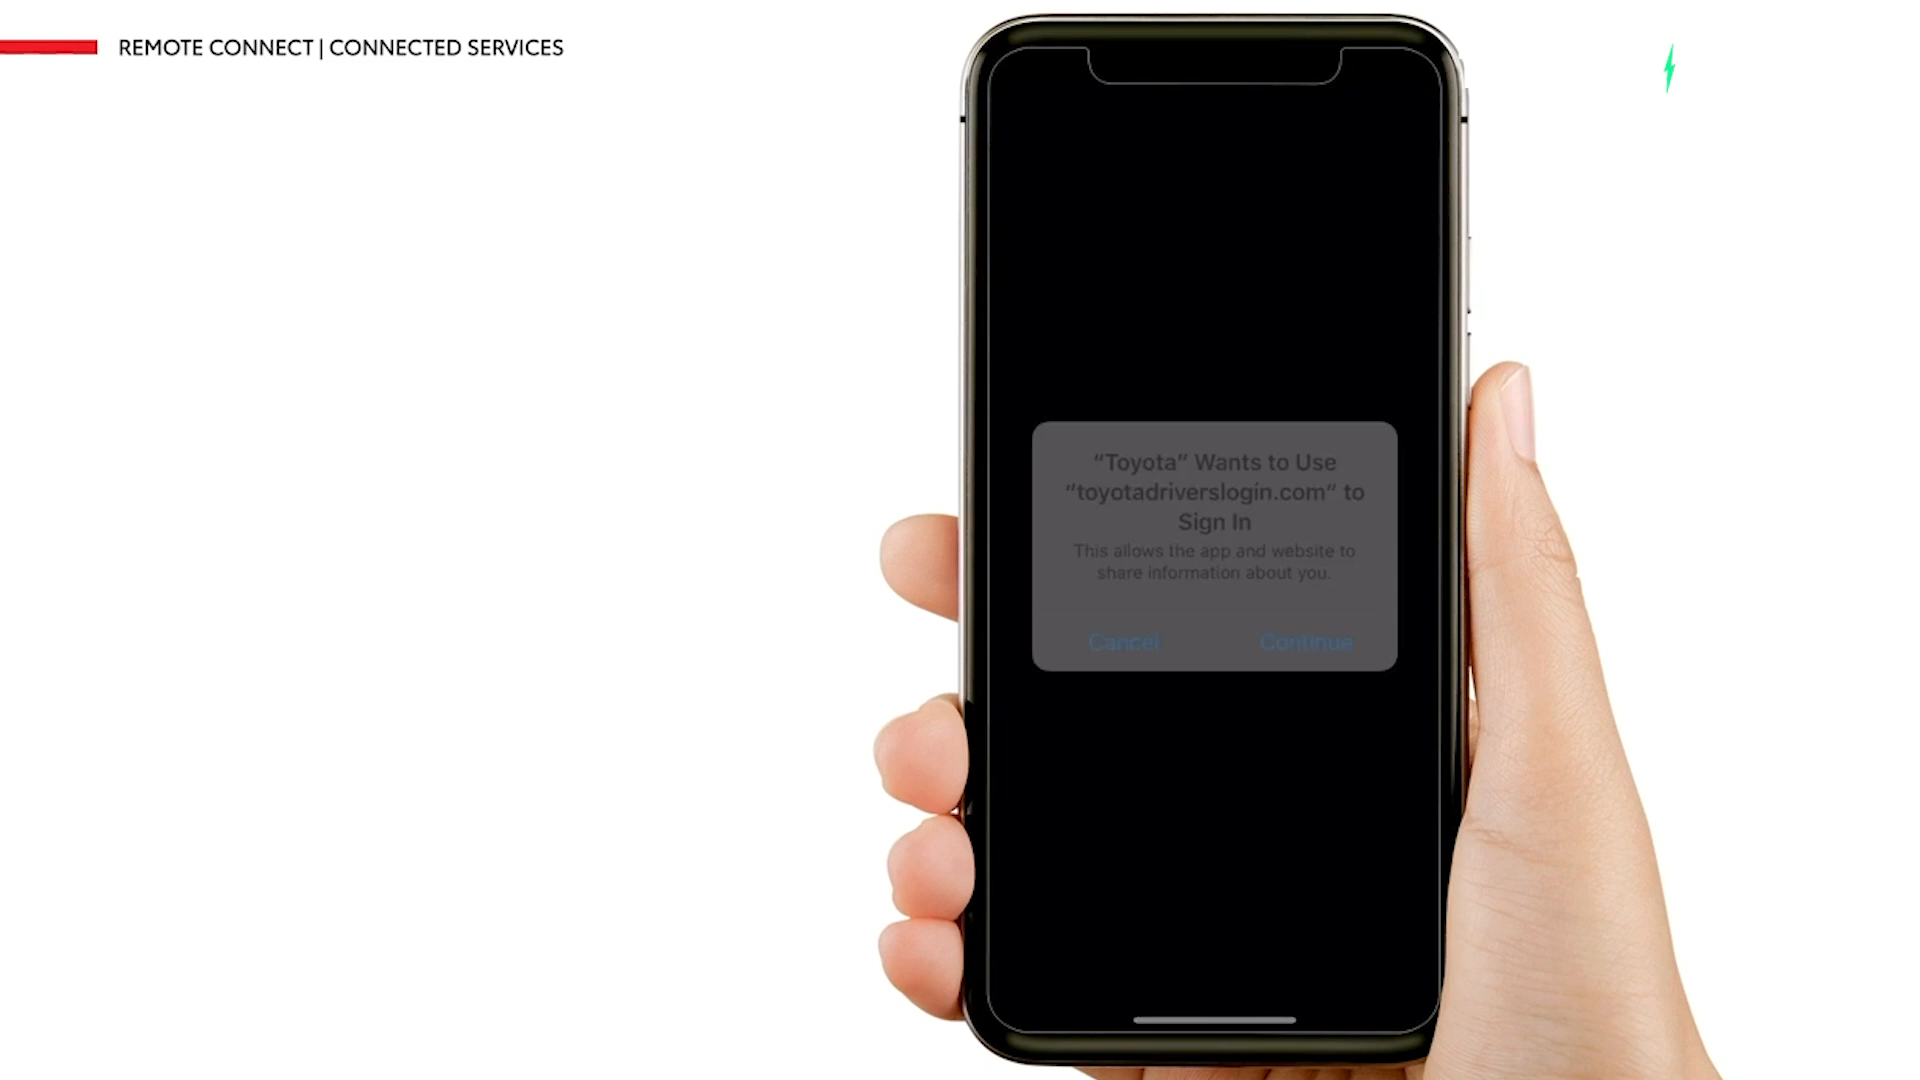 REMOTE CONNECT | CONNECTED SERVICES
“Toyota” Wants to Use
“toyotadriverslogin.com” to
Sign In
This allows the app and website to
share information about you.
Cancel
Continue